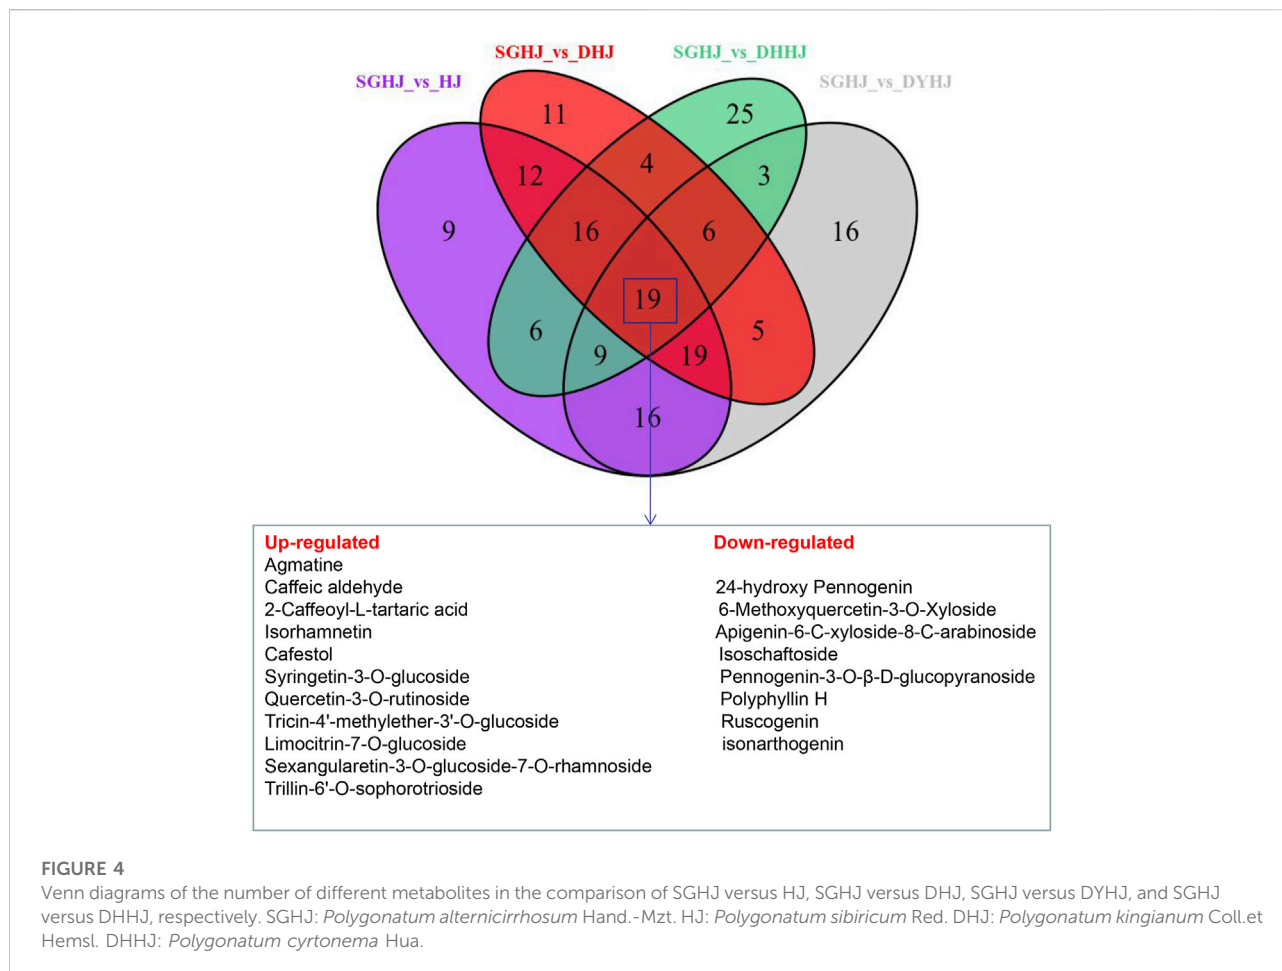 SGHJ_vs_DHJ
SGHJ_vs_DHHJ
SGHJ_vs_HJ
SGHJ_vs_DYHJ
11
25
4
12
3
9
16
6
16
19
6
9
19
5
16
Up-regulated
Agmatine
Caffeic aldehyde
2-Caffeoyl-L-tartaric acid
Isorhamnetin
Cafestol
Syringetin-3-O-glucoside
Quercetin-3-O-rutinoside
Tricin-4'-methylether-3'-O-glucoside
Limocitrin-7-O-glucoside
Sexangularetin-3-O-glucoside-7-O-rhamnoside
Trillin-6'-O-sophorotrioside
Down-regulated
24-hydroxy Pennogenin
6-Methoxyquercetin-3-O-Xyloside
Apigenin-6-C-xyloside-8-C-arabinoside
Isoschaftoside
Pennogenin-3-O-β-D-glucopyranoside
Polyphyllin H
Ruscogenin
isonarthogenin
FIGURE 4
Venn diagrams of the number of different metabolites in the comparison of SGHJ versus HJ, SGHJ versus DHJ, SGHJ versus DYHJ, and SGHJ
versus DHHJ, respectively. SGHJ: Polygonatum alternicirrhosum Hand.-Mzt. HJ: Polygonatum sibiricum Red. DHJ: Polygonatum kingianum Coll.et
Hemsl. DHHJ: Polygonatum cyrtonema Hua.